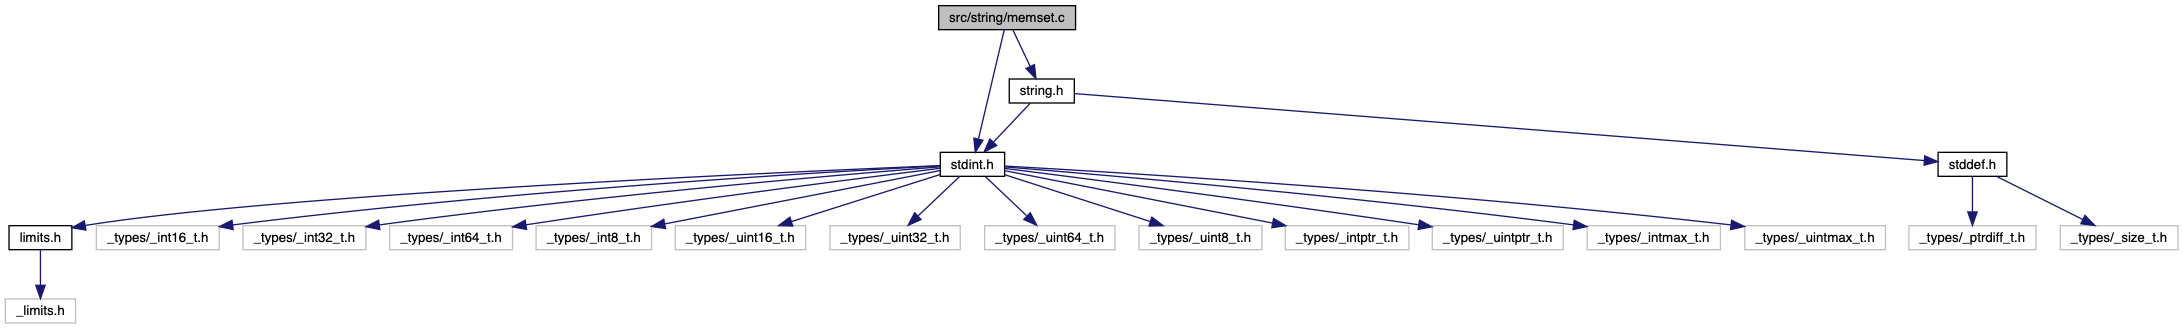 src/string/memset.c
string.h
stdint.h
stddef.h
limits.h
_types/_int16_t.h
_types/_int32_t.h
_types/_int64_t.h
_types/_int8_t.h
_types/_uint16_t.h
_types/_uint32_t.h
_types/_uint64_t.h
_types/_uint8_t.h
_types/_intptr_t.h
_types/_uintptr_t.h
_types/_intmax_t.h
_types/_uintmax_t.h
_types/_ptrdiff_t.h
_types/_size_t.h
_limits.h